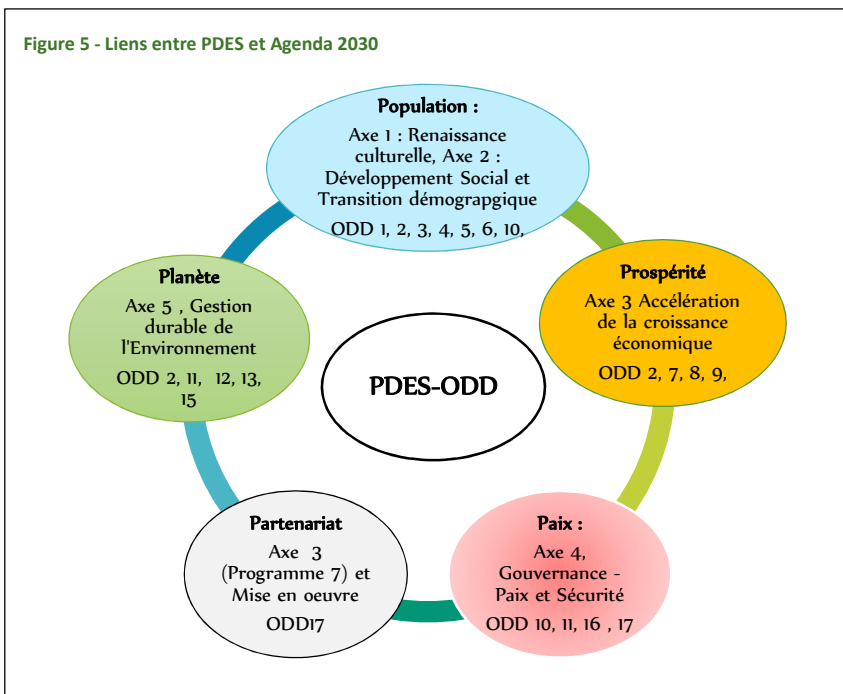 Figure 5 - Liens entre PDES et Agenda 2030
Population :
Axe 1 : Renaissance
culturelle, Axe 2 :
Développement Social et
Transition démograpgique
ODD 1, 2, 3, 4, 5, 6, 10,
Prospérité
Axe 3 Accélération
de la croissance
économique
ODD 2, 7, 8, 9,
Paix :
Axe 4,
Gouvernance -
Paix et Sécurité
ODD 10, 11, 16 , 17
Partenariat
Axe 3
(Programme 7) et
Mise en oeuvre
ODD17
Planète
Axe 5 , Gestion
durable de
l'Environnement
ODD 2, 11, 12, 13,
15
PDES-ODD